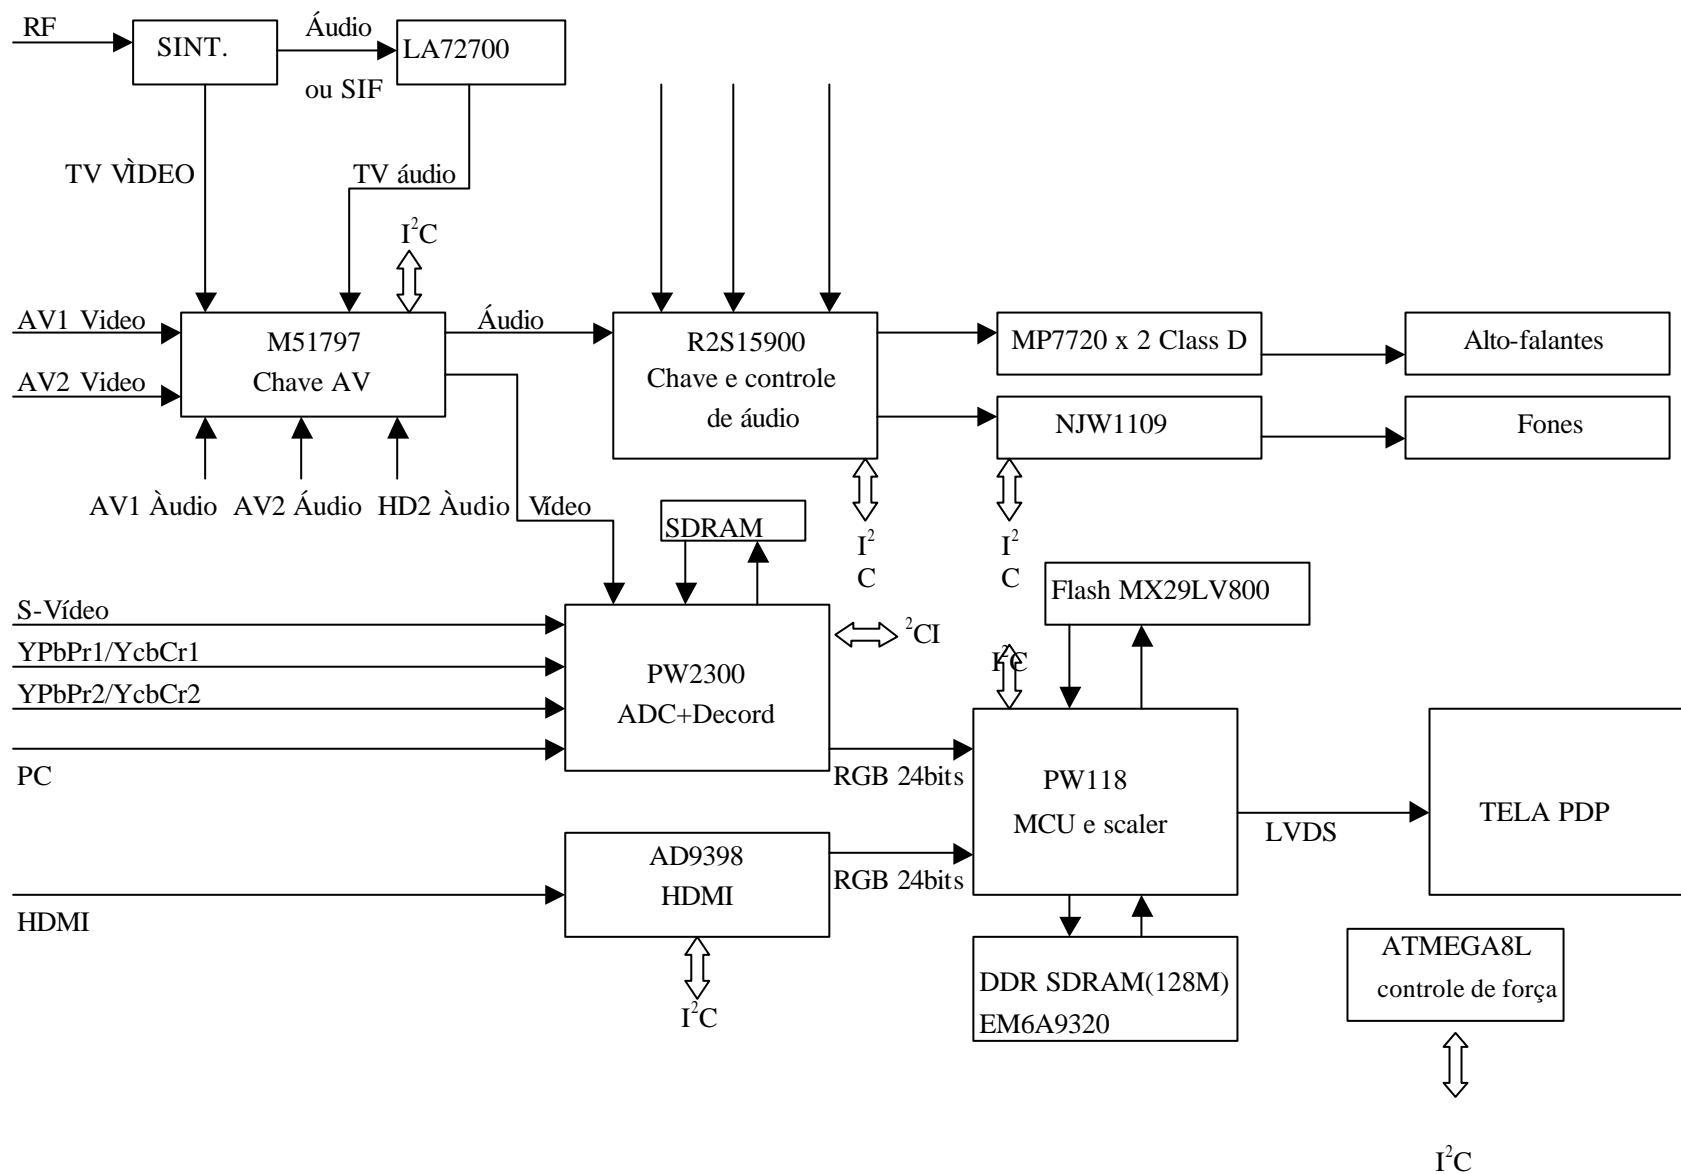 RF
SINT.
Áudio
ou SIF
LA72700
TV VÌDEO
TV áudio
I²C
AV1 Video
AV2 Video
M51797
Chave AV
Áudio
R2S15900
Chave e controle
de áudio
MP7720 x 2 Class D
Alto-falantes
NJW1109
Fones
AV1 Àudio
AV2 Áudio
HD2 Àudio
Vídeo
SDRAM
I²
C
I²
C
Flash MX29LV800
S-Vídeo
YPbPr1/YcbCr1
YPbPr2/YcbCr2
PC
PW2300
ADC+Decord
²CI
I²C
RGB 24bits
PW118
MCU e scaler
LVDS
TELA PDP
HDMI
AD9398
HDMI
RGB 24bits
I²C
DDR SDRAM(128M)
EM6A9320
ATMEGA8L
controle de força
I²C